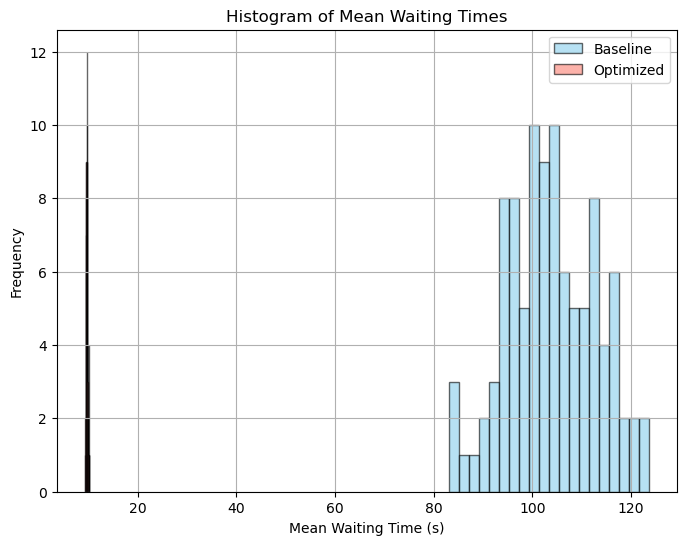 Histogram of Mean Waiting Times
Baseline
Optimized
Frequency
12
10
8
6
4
2
0
20
40
60
80
100
120
Mean Waiting Time (s)